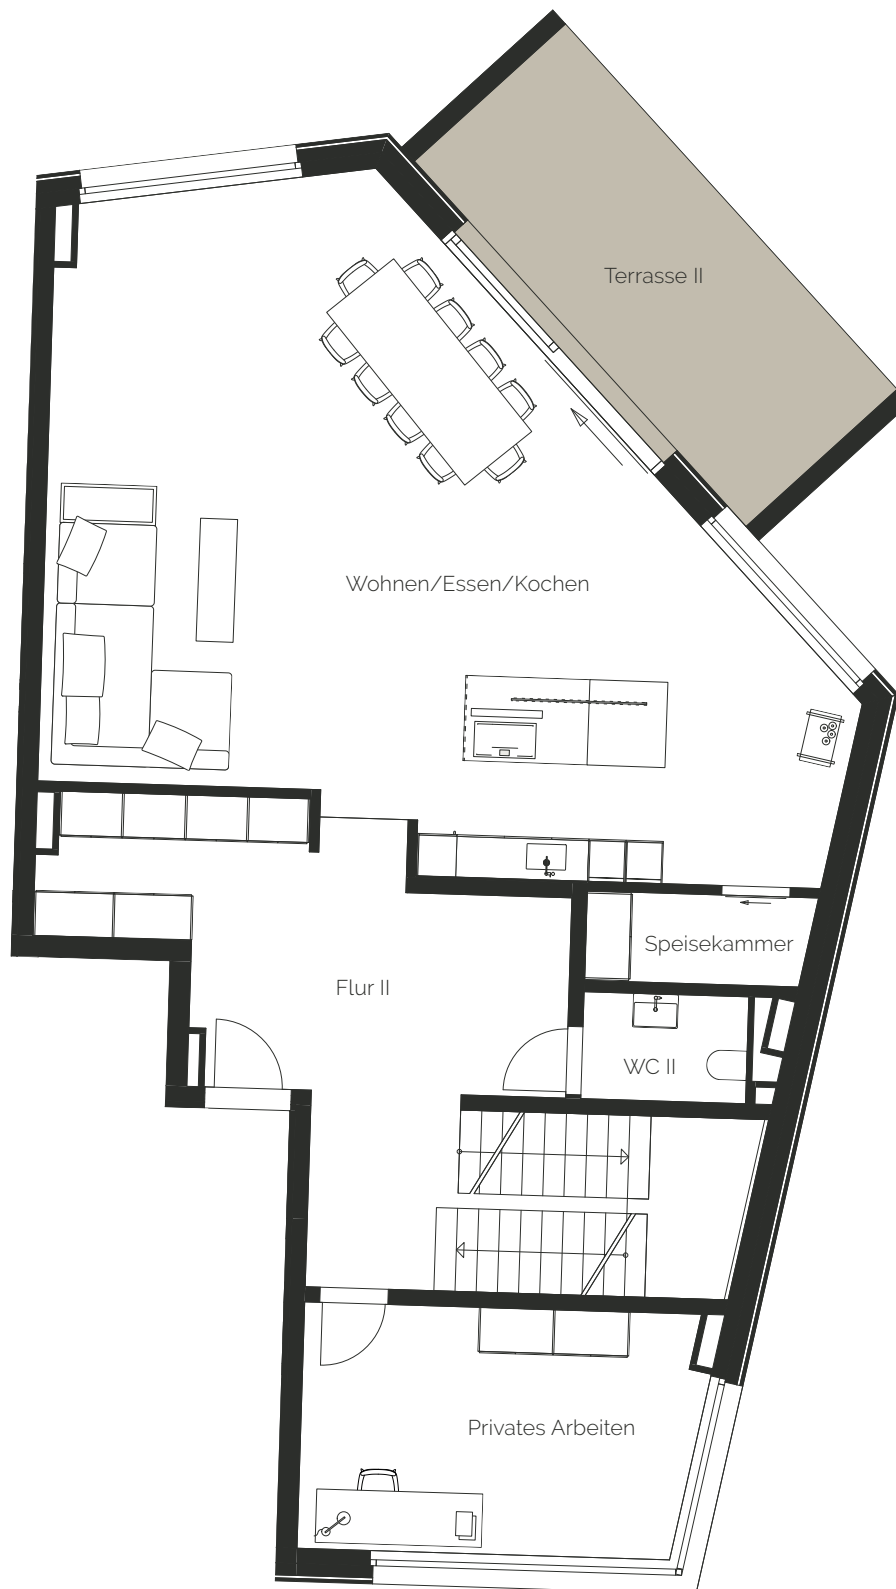 Terrasse II
Wohnen/Essen/Kochen
Speisekammer
Flur II
WC II
Privates Arbeiten